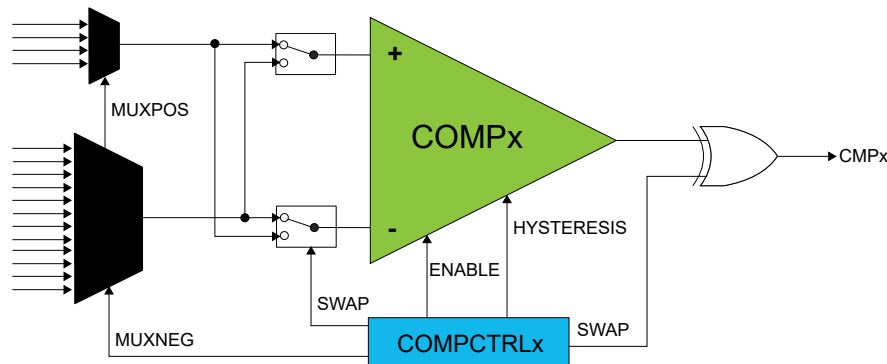 +
MUXPOS
COMPx
CMPx
-
HYSTERESIS
ENABLE
SWAP
SWAP
MUXNEG
COMPCTRLx